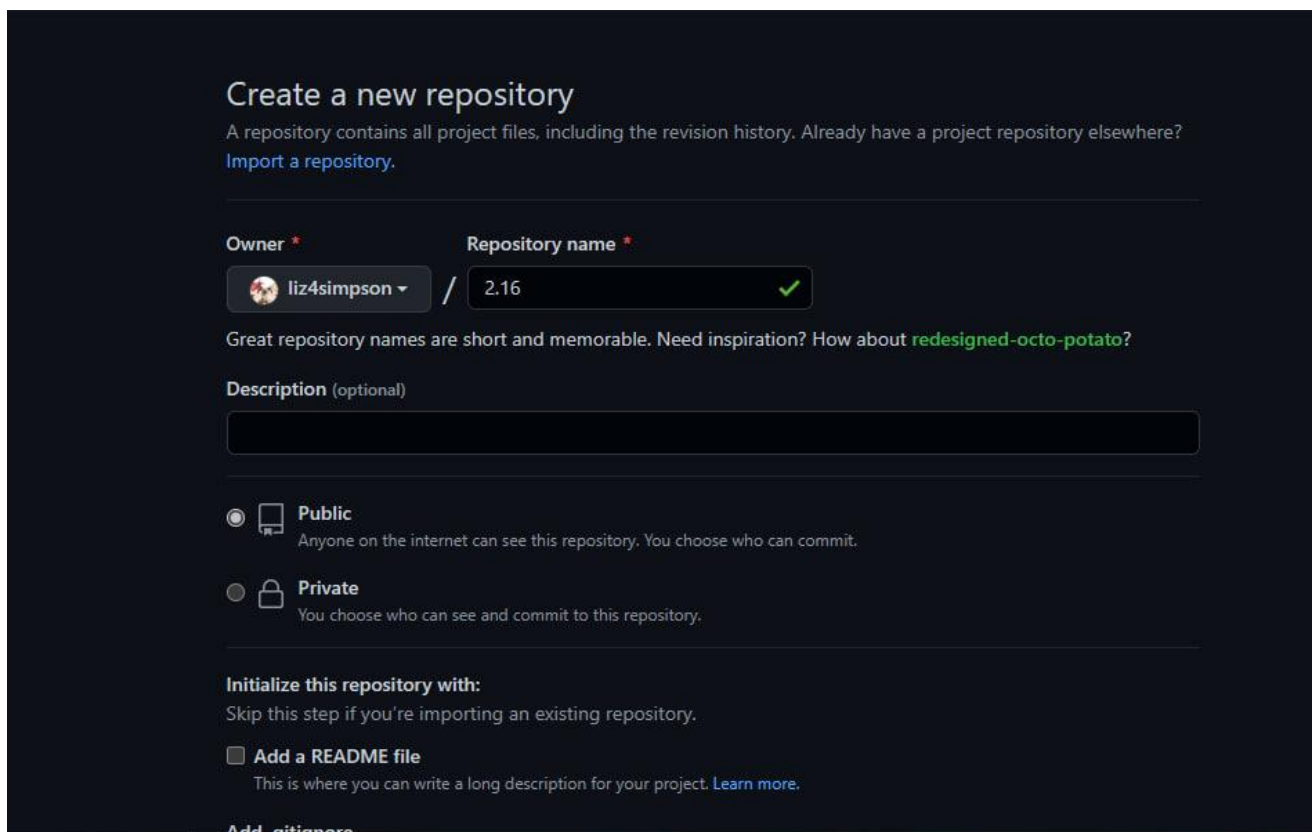 Create a new repository
A repository contains all project files, including the revision history. Already have a project repository elsewhere?
Import a repository.
Owner * Repository name *
liz4simpson / 2.16
Great repository names are short and memorable. Need inspiration? How about redesigned-octo-potato?
Description (optional)
Public
Anyone on the internet can see this repository. You choose who can commit.
Private
You choose who can see and commit to this repository.
Initialize this repository with:
Skip this step if you're importing an existing repository.
Add a README file
This is where you can write a long description for your project. Learn more.
Add .gitignore